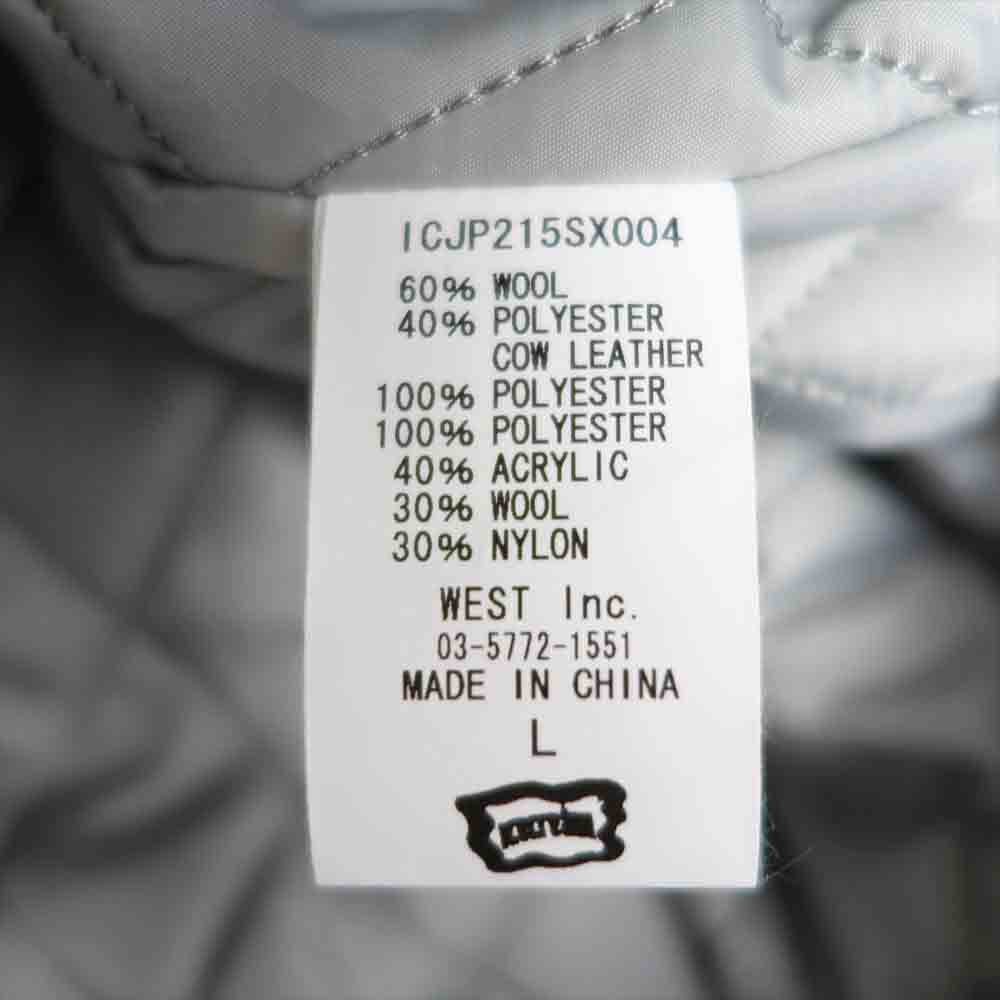 ICJP215SX004
60% WOOL
40% POLYESTER
COW LEATHER
100% POLYESTER
100% POLYESTER
40% ACRYLIC
30% WOOL
30% NYLON
WEST Inc.
03-5772-1551
MADE IN CHINA
L